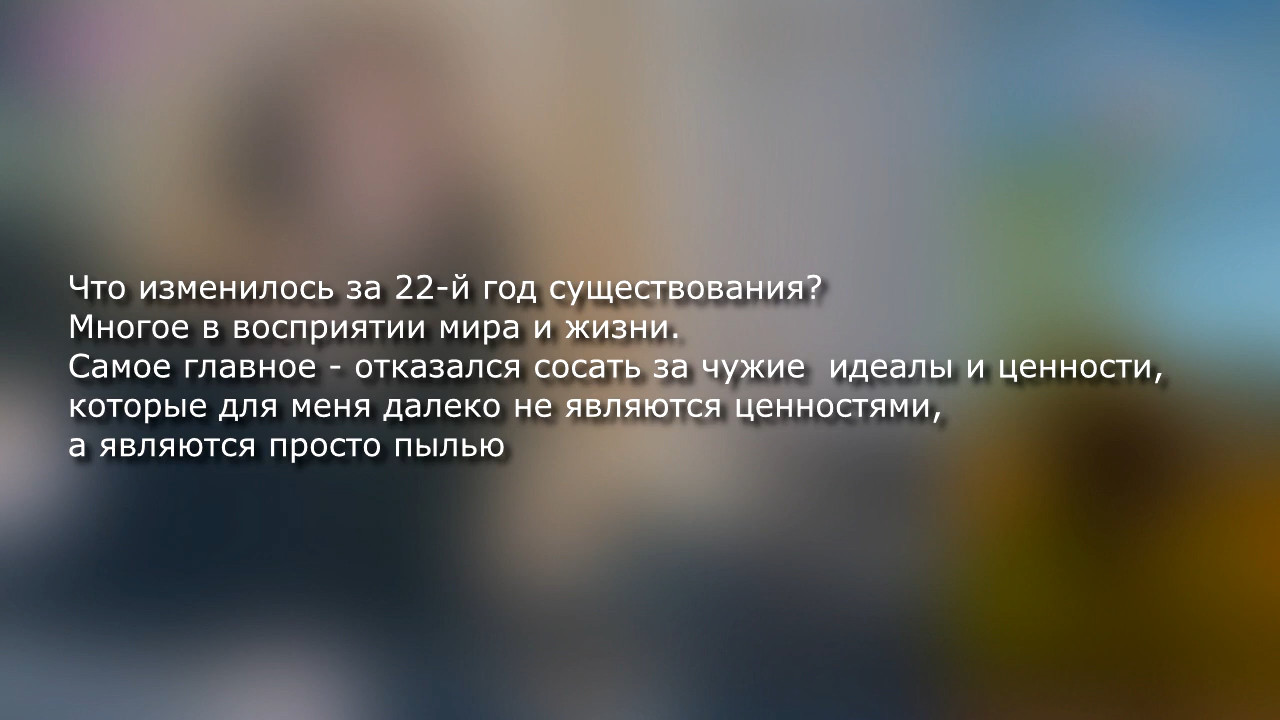 Что изменилось за 22-й год существования?
Многое в восприятии мира и жизни.
Самое главное - отказался сосать за чужие  идеалы и ценности,
которые для меня далеко не являются ценностями,
а являются просто пылью